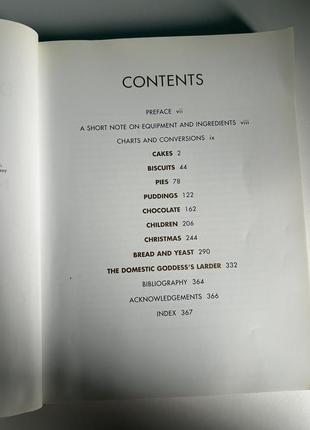 CONTENTS
PREFACE vii
A SHORT NOTE ON EQUIPMENT AND INGREDIENTS viii
CHARTS AND CONVERSIONS ix
CAKES 2
BISCUITS 44
PIES 78
PUDDINGS 122
CHOCOLATE 162
CHILDREN 206
CHRISTMAS 244
BREAD AND YEAST 290
THE DOMESTIC GODDESS'S LARDER 332
BIBLIOGRAPHY 364
ACKNOWLEDGEMENTS 366
INDEX 367